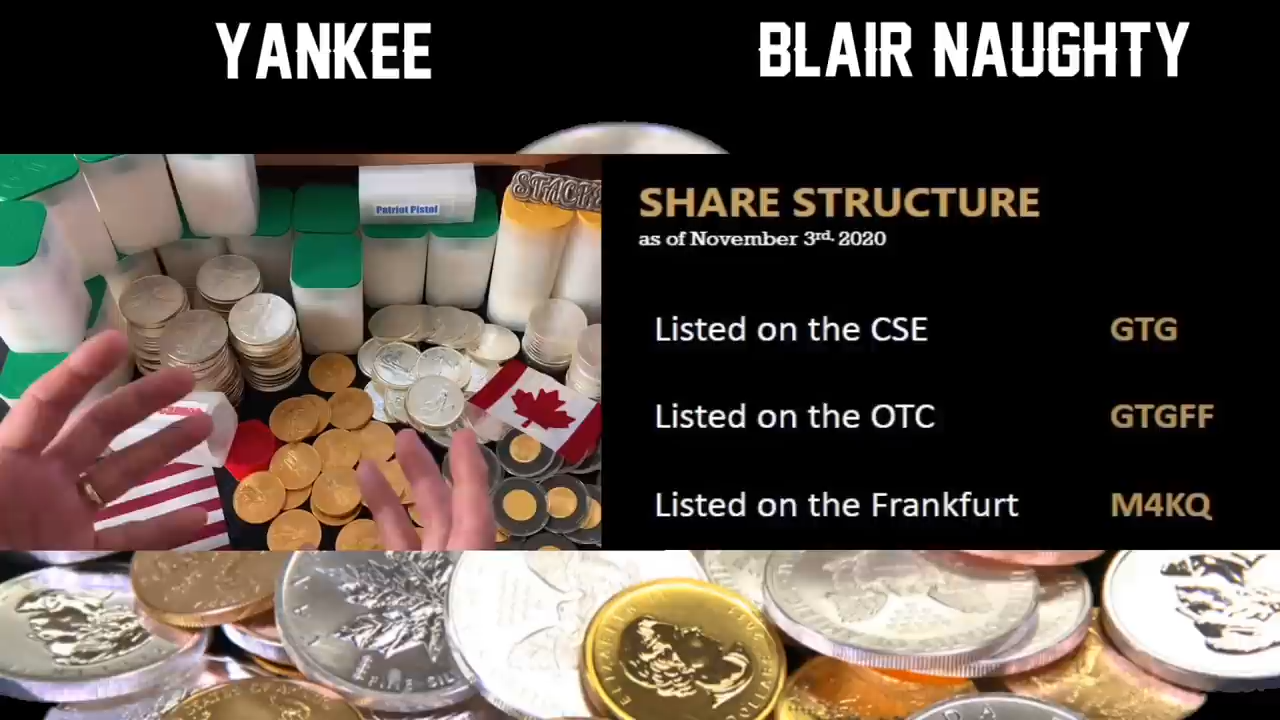 YANKEE
BLAIR NAUGHTY
Patriot Pistol
SHARE STRUCTURE
as of November 3rd. 2020
Listed on the CSE GTG
Listed on the OTC GTGFF
Listed on the Frankfurt M4KQ